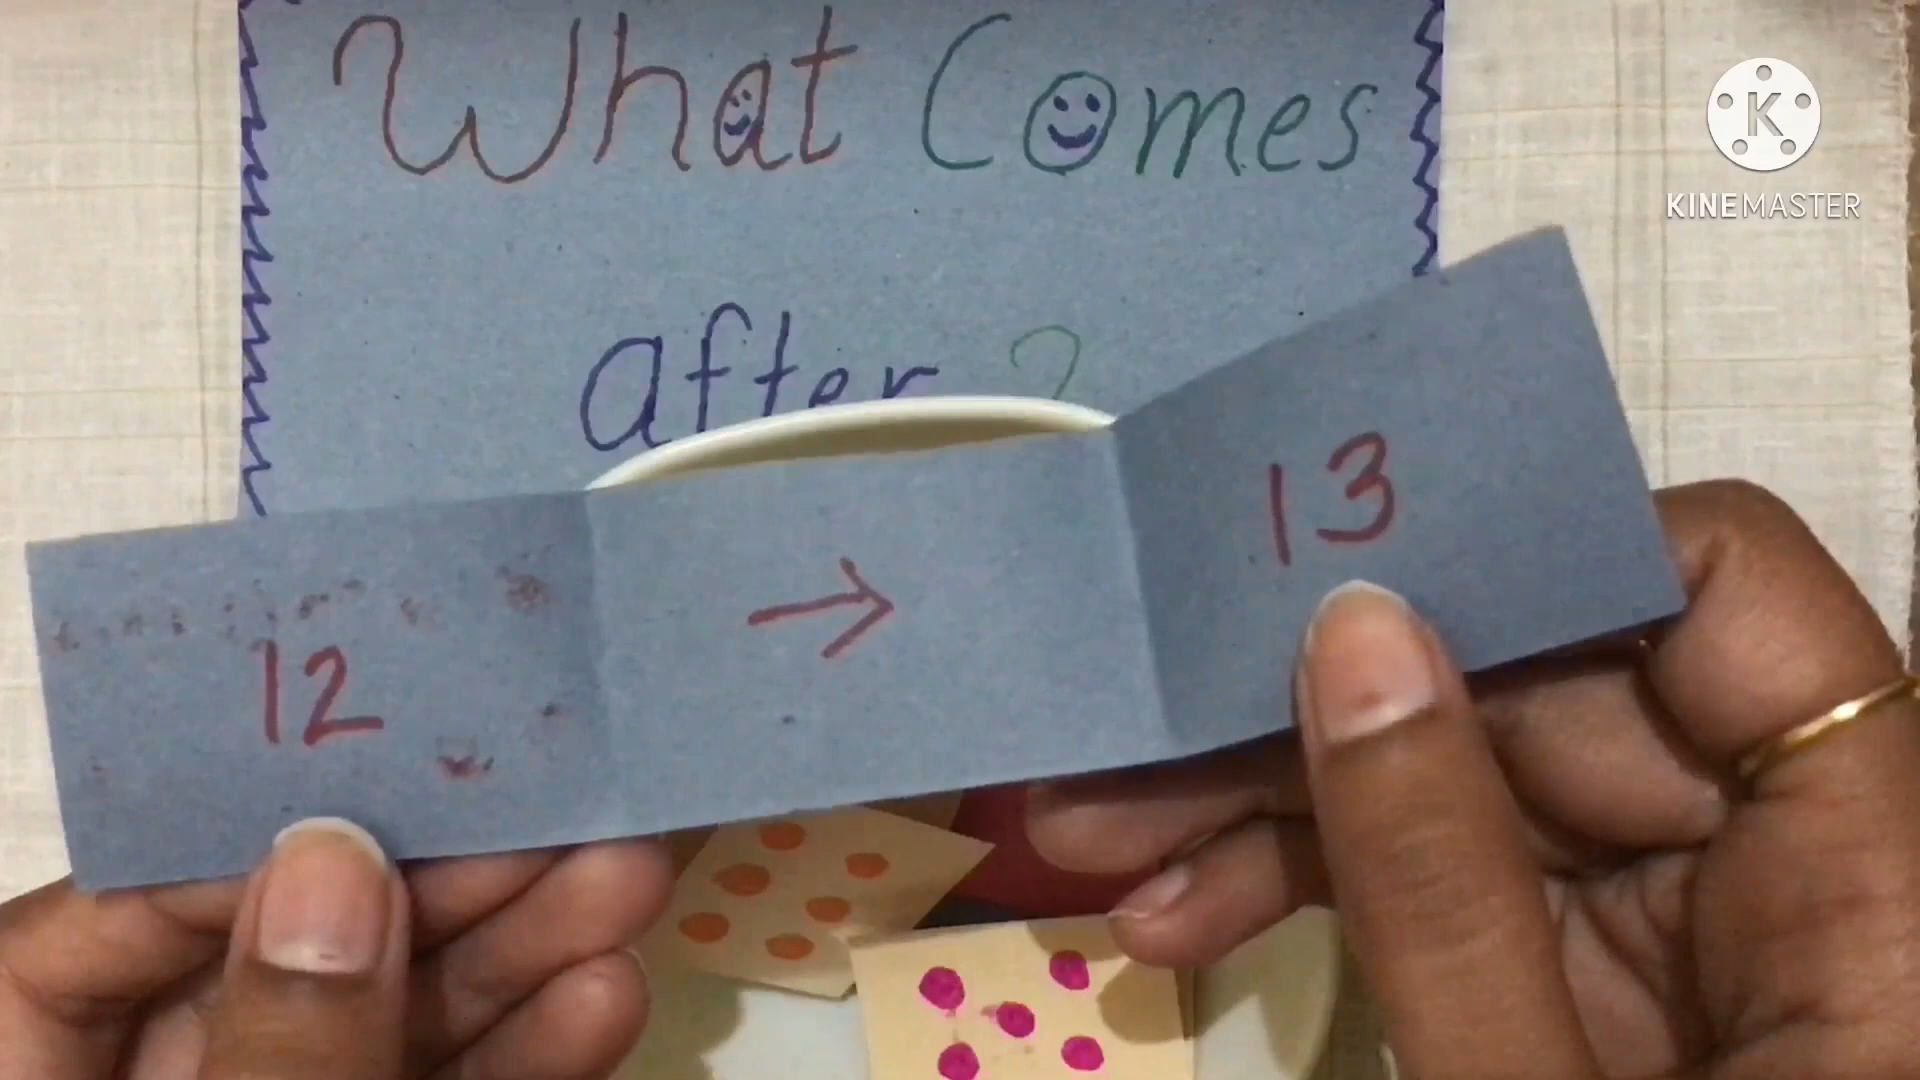 What Comes
after ?
12 → 13
KINEMASTER